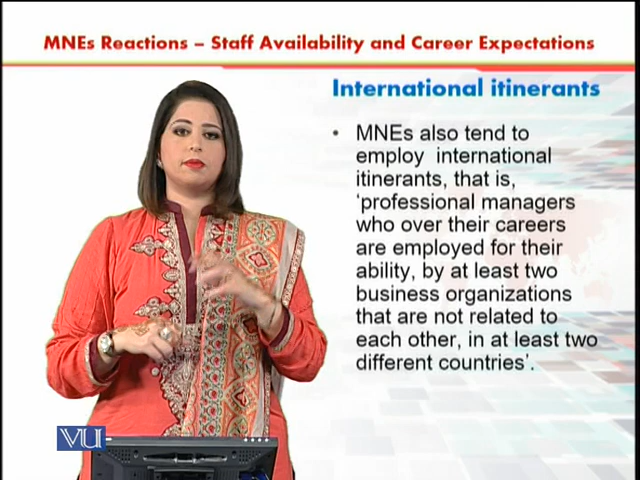 MNEs Reactions – Staff Availability and Career Expectations
International itinerants
• MNEs also tend to
employ international
itinerants, that is,
‘professional managers
who over their careers
are employed for their
ability, by at least two
business organizations
that are not related to
each other, in at least two
different countries’.
VU